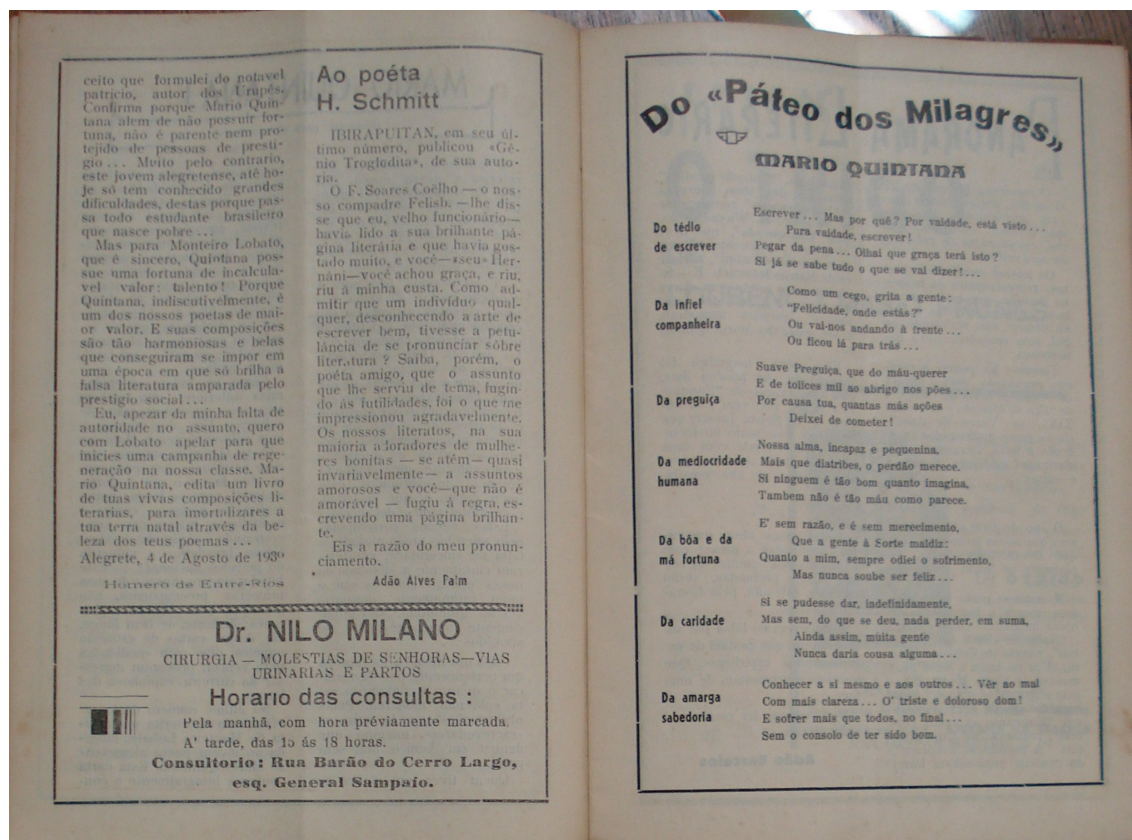 ceito que formulei do notavel
patricio, autor dos Urupês.
Confirma porque Mario Quin-
tana alem de não possuir for-
tuna, não é parente nem pro-
tejido de pessoas de presti-
gio... Muito pelo contrario,
este jovem alegretense, até ho-
je só tem conhecido grandes
dificuldades, destas porque pas-
sa todo estudante brasileiro
que nasce pobre...
Mas para Monteiro Lobato,
que é sincero, Quintana pos-
sue uma fortuna de incalcula-
vel valor: talento! Porque
Quintana, indiscutivelmente, é
um dos nossos poetas de mai-
or valor. E suas composições
são tão harmoniosas e belas
que conseguiram se impor em
uma época em que só brilha a
falsa literatura amparada pelo
prestigio social...
Eu, apezar da minha falta de
autoridade no assunto, quero
com Lobato apelar para que
inicies uma campanha de rege-
neração na nossa classe. Ma-
rio Quintana, edita um livro
de tuas vivas composições li-
terarias, para imortalizares a
tua terra natal através da be-
leza dos teus poemas...
Alegrete, 4 de Agosto de 1939
Homero de Entre-Rios
Ao poéta
H. Schmitt
IBIRAPUITAN, em seu úl-
timo número, publicou «Gê-
nio Troglodita», de sua auto-
ria.
O F. Soares Coêlho — o nos-
so compadre Felisb. — lhe dis-
se que eu, velho funcionário—
havia lido a sua brilhante pá-
gina literátia e que havia gos-
tado muito, e você—«seu» Her-
náni—você achou graça, e riu,
riu á minha custa. Como ad-
mitir que um indivíduo qual-
quer, desconhecendo a arte de
escrever bem, tivesse a petu-
lância de se pronunciar sôbre
literatura? Saiba, porém, o
poéta amigo, que o assunto
que lhe serviu de tema, fugin-
do ás futilidades, foi o que me
impressionou agradavelmente.
Os nossos literatos, na sua
maioria adoradores de mulhe-
res bonitas — se atêm— quasi
invariavelmente— a assuntos
amorosos e você—que não é
amorável — fugiu á regra, es-
crevendo uma página brilhan-
te.
Eis a razão do meu pronun-
ciamento.
Adão Alves Palm
Dr. NILO MILANO
CIRURGIA — MOLESTIAS DE SENHORAS—VIAS
URINARIAS E PARTOS
Horario das consultas :
Pela manhã, com hora préviamente marcada
A' tarde, das 15 ás 18 horas.
Consultorio: Rua Barão do Cerro Largo,
esq. General Sampaio.
Do «Páteo dos Milagres»
MARIO QUINTANA
Do tédio
de escrever
Escrever... Mas por quê? Por vaidade, está visto...
Pura vaidade, escrever!
Pegar da pena... Olhai que graça terá isto?
Si já se sabe tudo o que se vai dizer!...
Da infiel
companheira
Como um cego, grita a gente:
"Felicidade, onde estás?"
Ou vai-nos andando à frente...
Ou ficou lá para trás...
Da preguiça
Suave Preguiça, que do máu-querer
E de tolices mil ao abrigo nos pões...
Por causa tua, quantas más ações
Deixei de cometer!
Da mediocridade
humana
Nossa alma, incapaz e pequenina,
Mais que diatribes, o perdão merece.
Si ninguem é tão bom quanto imagina,
Tambem não é tão máu como parece.
Da bôa e da
má fortuna
E' sem razão, e é sem merecimento,
Que a gente á Sorte maldiz:
Quanto a mim, sempre odiei o sofrimento,
Mas nunca soube ser feliz...
Da caridade
Si se pudesse dar, indefinidamente,
Mas sem, do que se deu, nada perder, em suma,
Ainda assim, muita gente
Nunca daria cousa alguma...
Da amarga
sabedoria
Conhecer a si mesmo e aos outros... Vêr ao mal
Com mais clareza... O' triste e doloroso dom!
E sofrer mais que todos, no final...
Sem o consolo de ter sido bom.